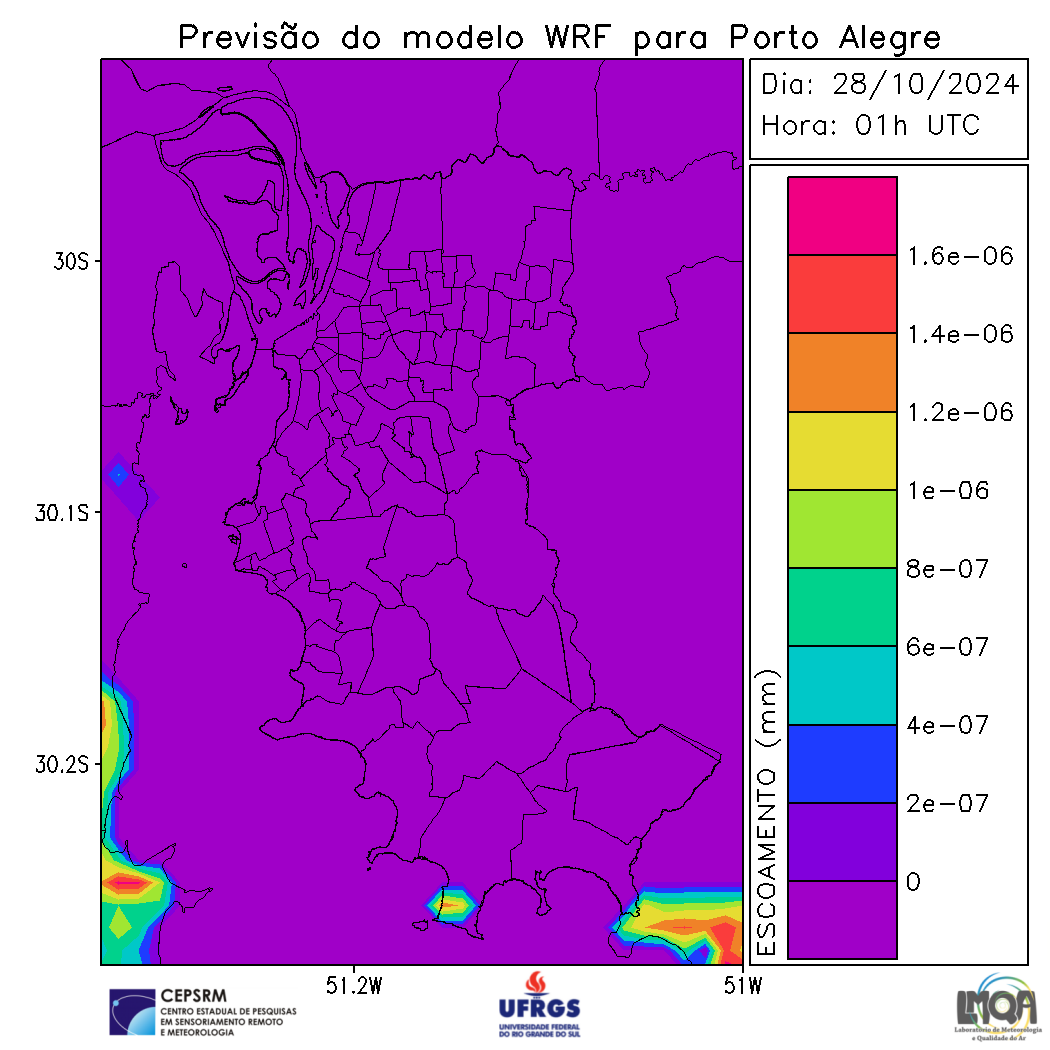 Previsão do modelo WRF para Porto Alegre
Dia: 28/10/2024
Hora: 01h UTC
30S
30.1S
30.2S
51.2W
51W
1.6e-06
1.4e-06
1.2e-06
1e-06
8e-07
6e-07
4e-07
2e-07
0
ESCOAMENTO (mm)
CEPSRM
CENTRO ESTADUAL DE PESQUISAS
EM SENSORIAMENTO REMOTO
E METEOROLOGIA
UFRGS
UNIVERSIDADE FEDERAL
DO RIO GRANDE DO SUL
LMQA
Laboratório de Meteorologia
e Qualidade do Ar